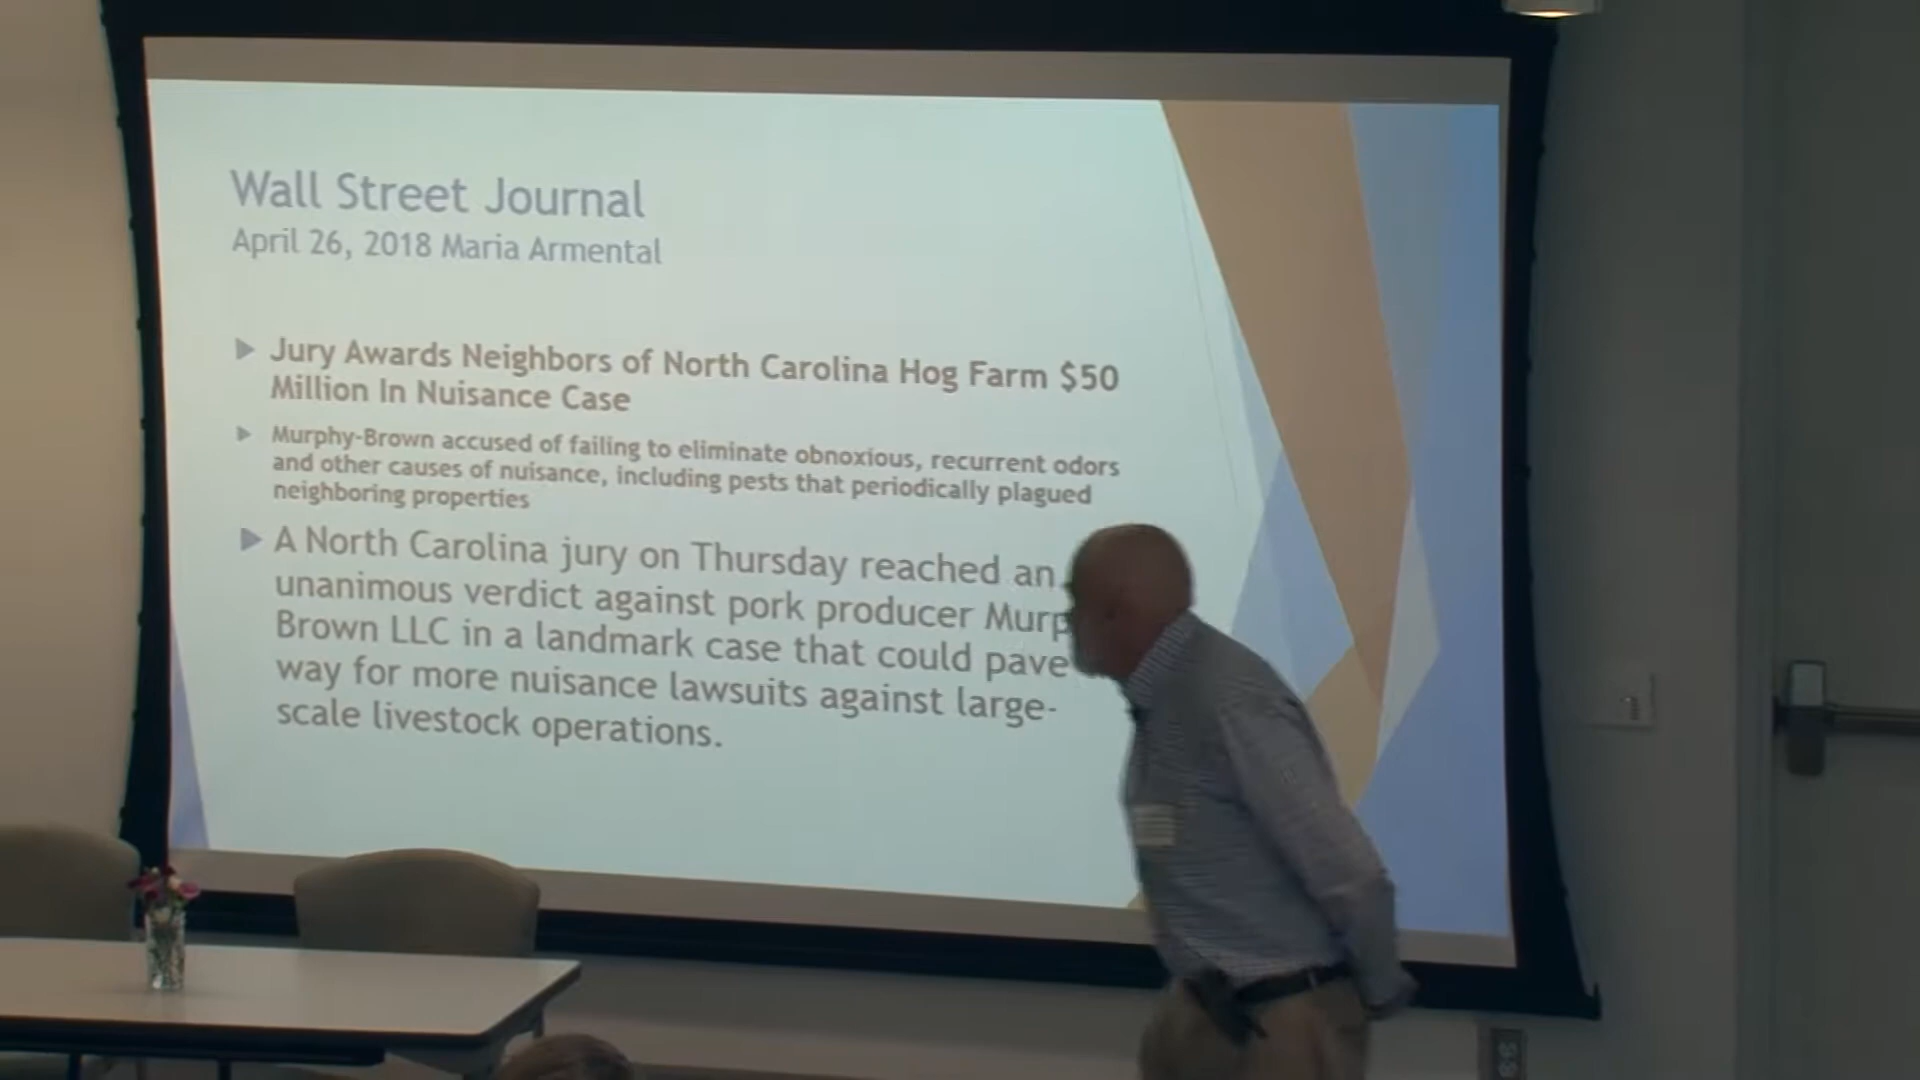 Wall Street Journal
April 26, 2018 Maria Armental
Jury Awards Neighbors of North Carolina Hog Farm $50
Million In Nuisance Case
Murphy-Brown accused of failing to eliminate obnoxious, recurrent odors
and other causes of nuisance, including pests that periodically plagued
neighboring properties
A North Carolina jury on Thursday reached an
unanimous verdict against pork producer Murp
Brown LLC in a landmark case that could pave
way for more nuisance lawsuits against large-
scale livestock operations.